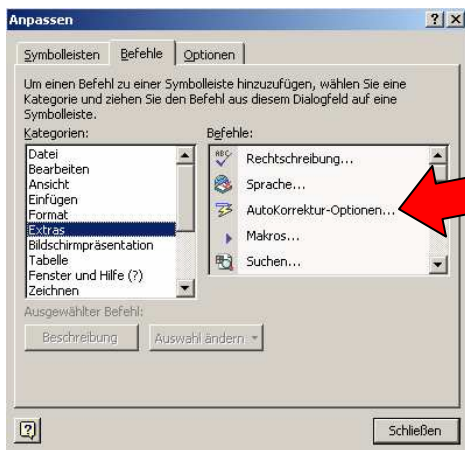 Anpassen
Symbolleisten Befehle Optionen
Um einen Befehl zu einer Symbolleiste hinzuzufügen, wählen Sie eine
Kategorie und ziehen Sie den Befehl aus diesem Dialogfeld auf eine
Symbolleiste.
Kategorien:
Datei
Bearbeiten
Ansicht
Einfügen
Format
Extras
Bildschirmpräsentation
Tabelle
Fenster und Hilfe (?)
Zeichnen
Befehle:
Rechtschreibung...
Sprache...
AutoKorrektur-Optionen...
Makros...
Suchen...
Ausgewählter Befehl:
Beschreibung Auswahl ändern
Schließen